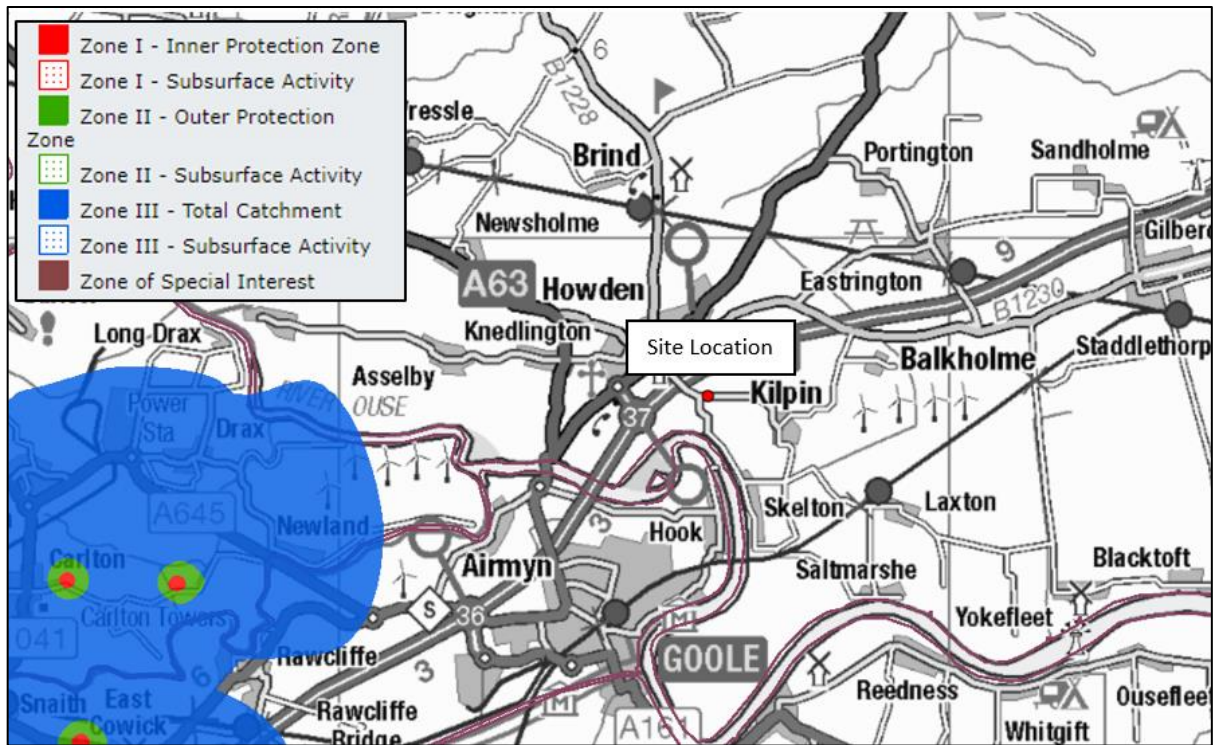 Zone I - Inner Protection Zone
Zone I - Subsurface Activity
Zone II - Outer Protection
Zone
Zone II - Subsurface Activity
Zone III - Total Catchment
Zone III - Subsurface Activity
Zone of Special Interest
6
B1228
Brind
Portington
Sandholme
Newsholme
Eastrington
9
B1230
A63
Howden
Knedlington
Site Location
Balkholme
Staddlethorp
Long Drax
Asselby
RIVER OUSE
Kilpin
37
Power
Sta
Drax
A645
Newland
3
Hook
Skelton
Laxton
Carlton
Airmyn
Saltmarshe
Blacktoft
Carlton Towers
041
S
36
M
Yokefleet
6
Rawcliffe
3
GOOLE
Snaith
East
Cowick
Rawcliffe
Bridge
M
A161
Reedness
Whitgift
Ousefleet